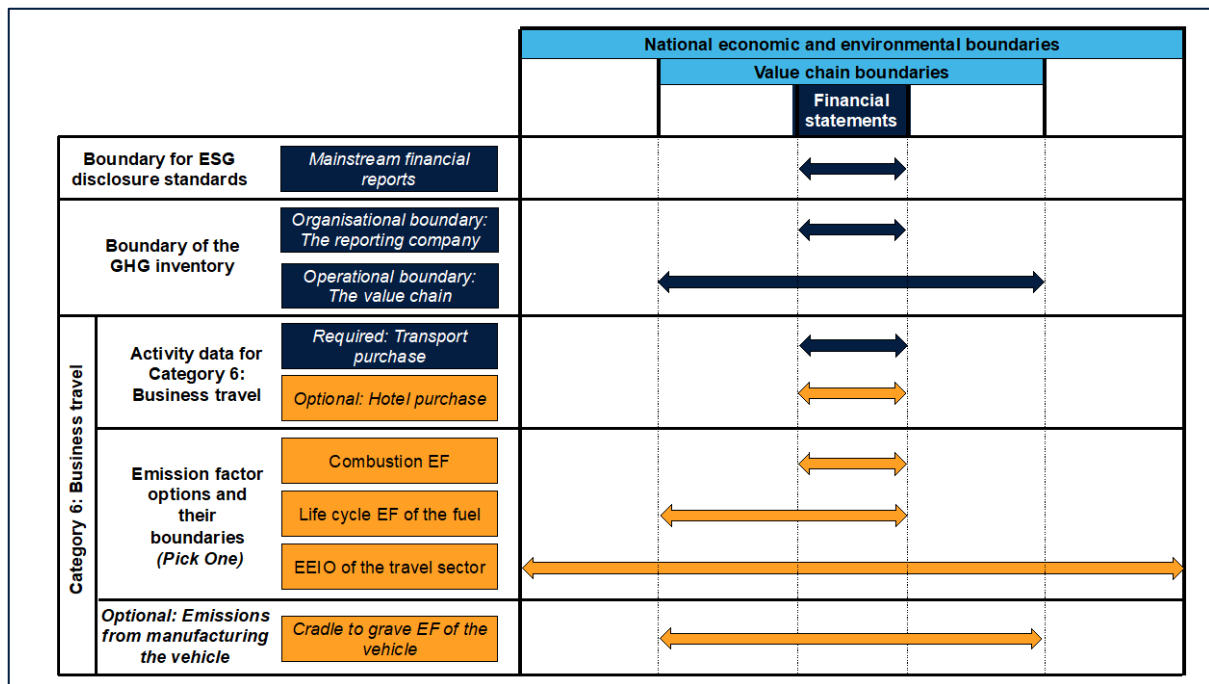 National economic and environmental boundaries
Value chain boundaries
Financial
statements
Boundary for ESG
disclosure standards
Mainstream financial
reports
Boundary of the
GHG inventory
Organisational boundary:
The reporting company
Operational boundary:
The value chain
Category 6: Business travel
Activity data for
Category 6:
Business travel
Required: Transport
purchase
Optional: Hotel purchase
Emission factor
options and
their
boundaries
(Pick One)
Combustion EF
Life cycle EF of the fuel
EEIO of the travel sector
Optional: Emissions
from manufacturing
the vehicle
Cradle to grave EF of the
vehicle